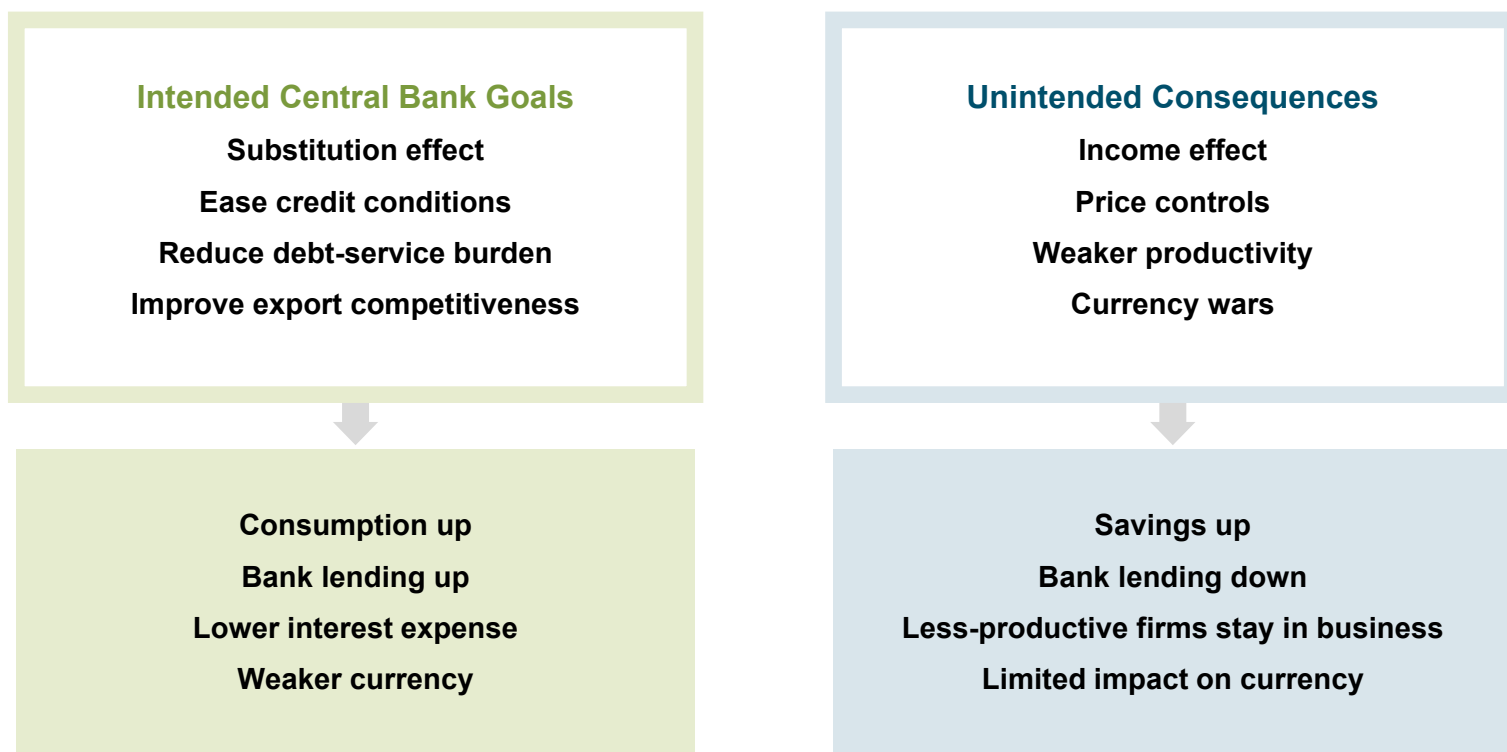 Intended Central Bank Goals
Substitution effect
Ease credit conditions
Reduce debt-service burden
Improve export competitiveness
Consumption up
Bank lending up
Lower interest expense
Weaker currency
Unintended Consequences
Income effect
Price controls
Weaker productivity
Currency wars
Savings up
Bank lending down
Less-productive firms stay in business
Limited impact on currency